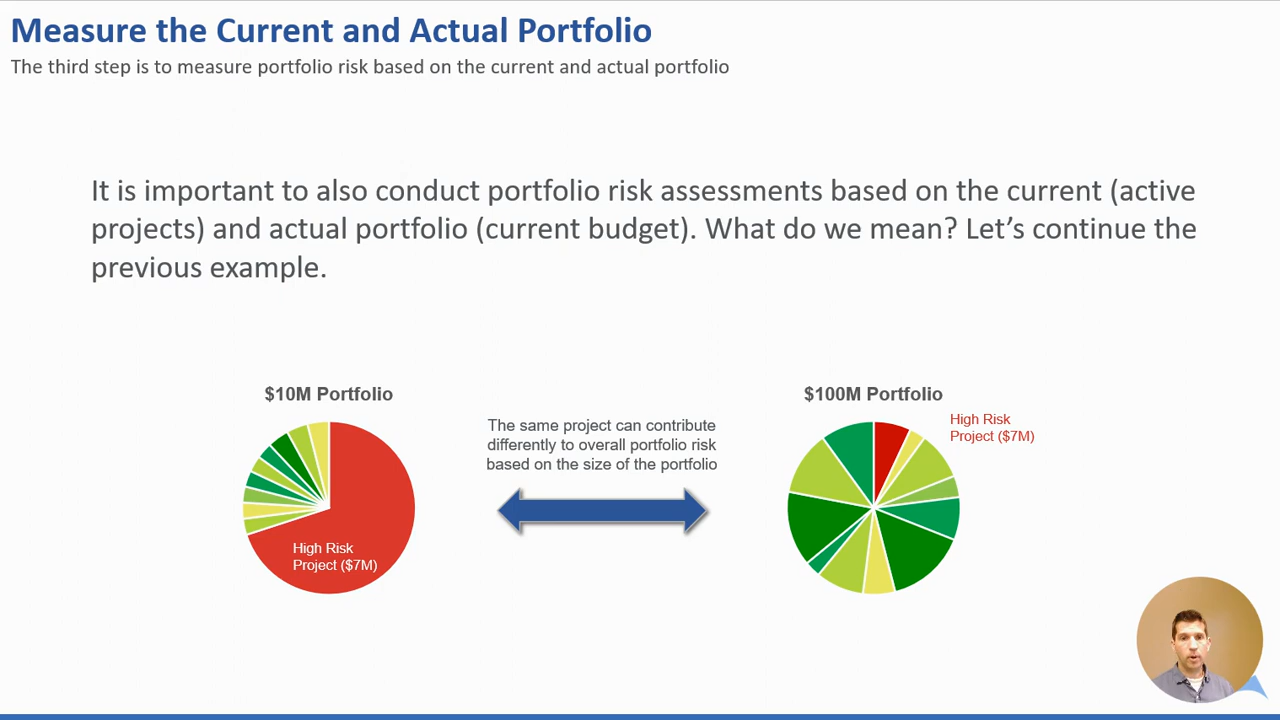 Measure the Current and Actual Portfolio
The third step is to measure portfolio risk based on the current and actual portfolio
It is important to also conduct portfolio risk assessments based on the current (active
projects) and actual portfolio (current budget). What do we mean? Let’s continue the
previous example.
$10M Portfolio
High Risk
Project ($7M)
The same project can contribute
differently to overall portfolio risk
based on the size of the portfolio
$100M Portfolio
High Risk
Project ($7M)